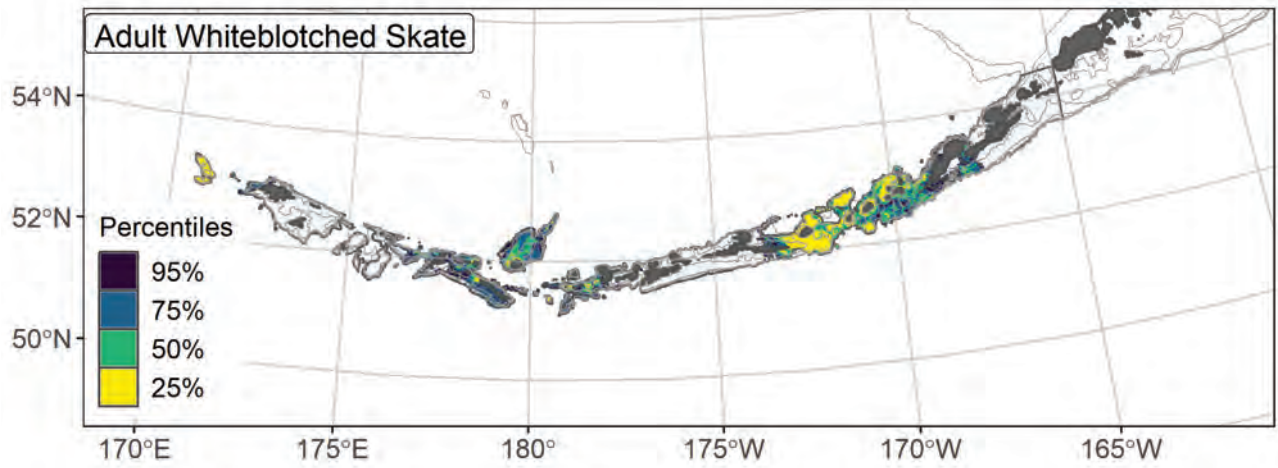 Adult Whiteblotched Skate
54°N
52°N
50°N
Percentiles
95%
75%
50%
25%
170°E
175°E
180°
175°W
170°W
165°W